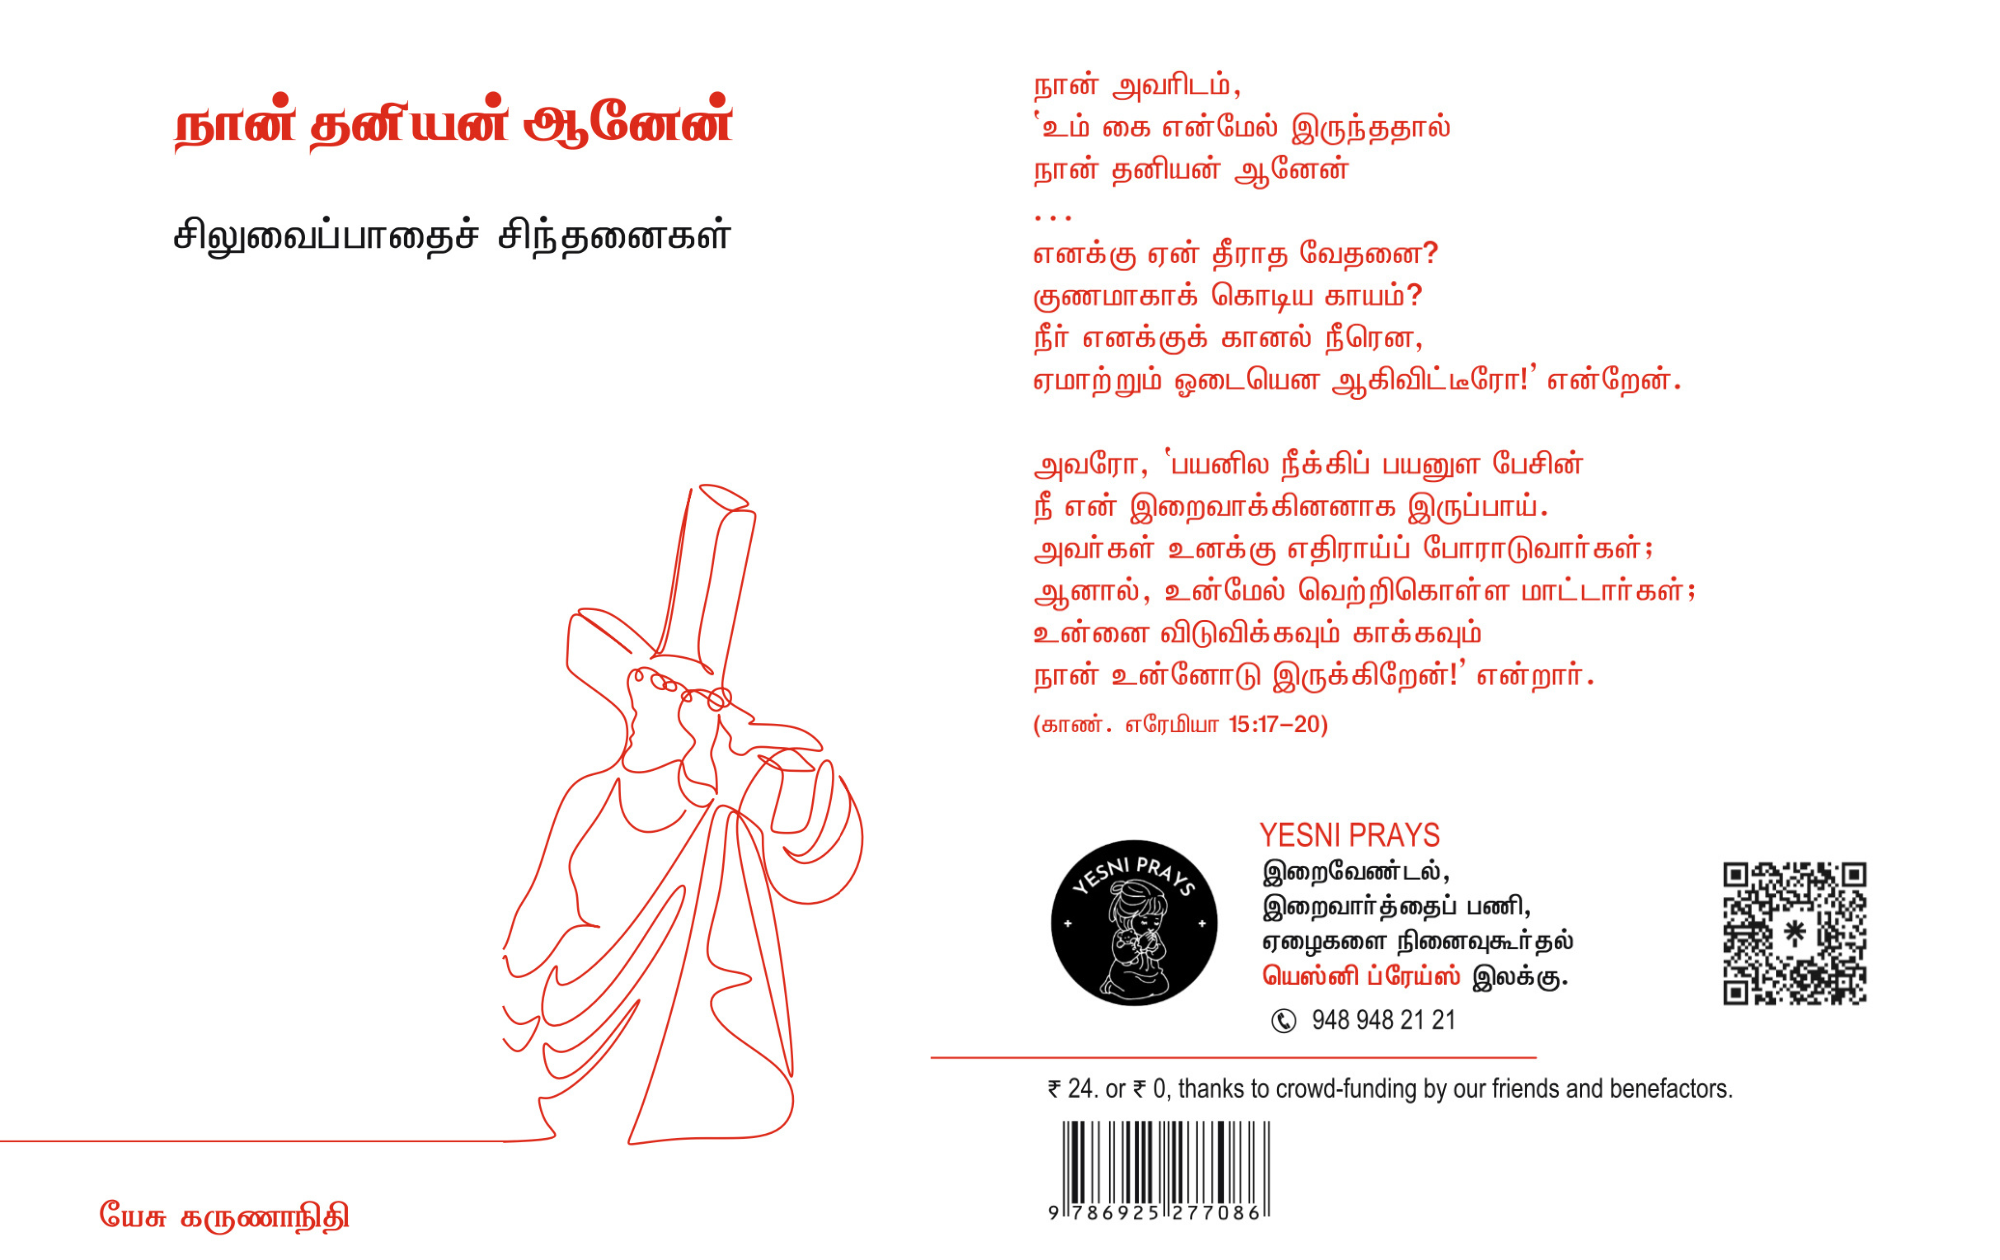 நான் தனியன் ஆனேன்
சிலுவைப்பாதைச் சிந்தனைகள்
யேசு கருணாநிதி
நான் அவரிடம்,
‘உம் கை என்மேல் இருந்ததால்
நான் தனியன் ஆனேன்
...
எனக்கு ஏன் தீராத வேதனை?
குணமாகாக் கொடிய காயம்?
நீர் எனக்குக் கானல் நீரென,
ஏமாற்றும் ஓடையென ஆகிவிட்டீரோ!’ என்றேன்.
அவரோ, ‘பயனில நீக்கிப் பயனுள பேசின்
நீ என் இறைவாக்கினனாக இருப்பாய்.
அவர்கள் உனக்கு எதிராய்ப் போராடுவார்கள்;
ஆனால், உன்மேல் வெற்றிகொள்ள மாட்டார்கள்;
உன்னை விடுவிக்கவும் காக்கவும்
நான் உன்னோடு இருக்கிறேன்!’ என்றார்.
(காண். எரேமியா 15:17–20)
YESNI PRAYS
YESNI PRAYS
இறைவேண்டல்,
இறைவார்த்தைப் பணி,
ஏழைகளை நினைவுகூர்தல்
யெஸ்னி ப்ரேய்ஸ் இலக்கு.
948 948 21 21
₹ 24. or ₹ 0, thanks to crowd-funding by our friends and benefactors.
9 786925 277086